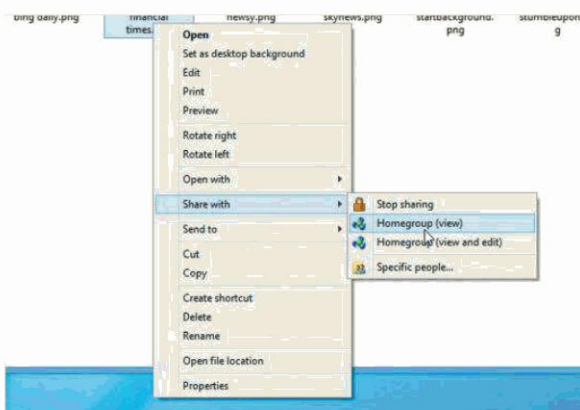 bing daily.png
financial
times.
newsy.png
skynews.png
startbackground.
png
stumbleupon
g
Open
Set as desktop background
Edit
Print
Preview
Rotate right
Rotate left
Open with
Share with
Send to
Cut
Copy
Create shortcut
Delete
Rename
Open file location
Properties
Stop sharing
Homegroup (view)
Homegroup (view and edit)
Specific people...